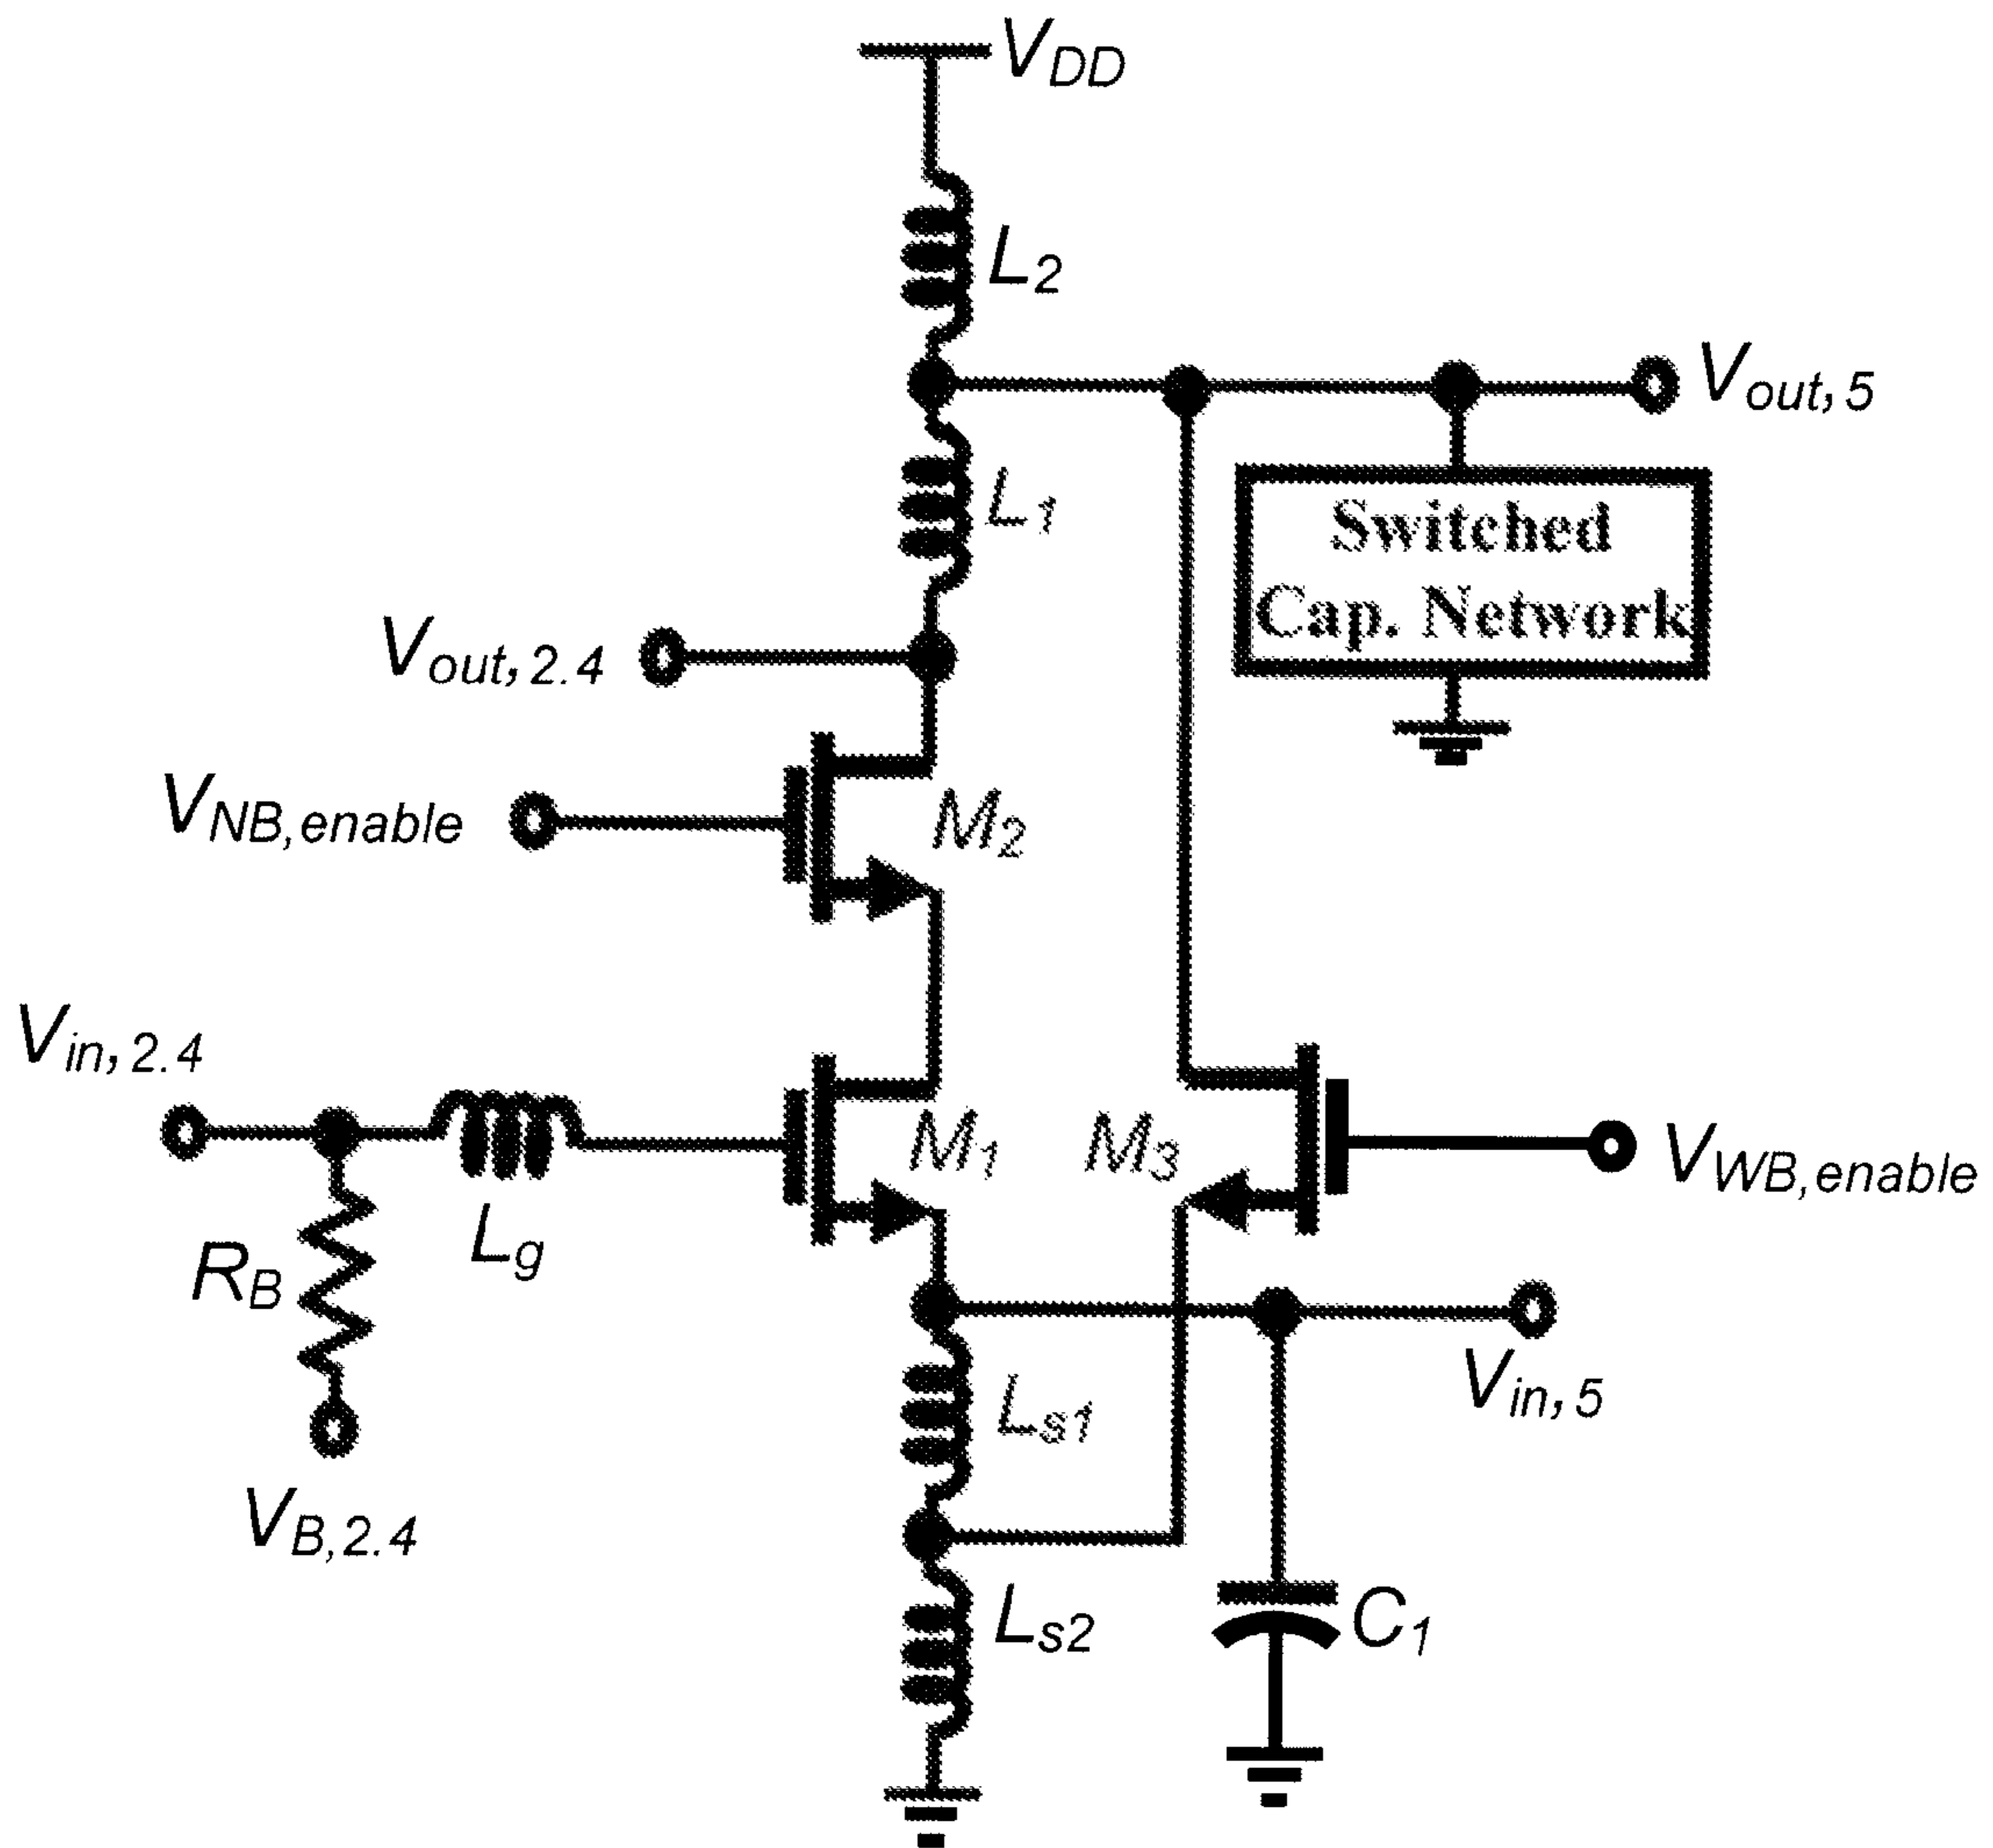 VDD
L2
Vout, 5
L1
Switched
Cap. Network
Vout, 2.4
VNB,enable
M2
Vin, 2.4
M1
M3
VWB,enable
Lg
RB
Vin, 5
Ls1
VB,2.4
Ls2
C1